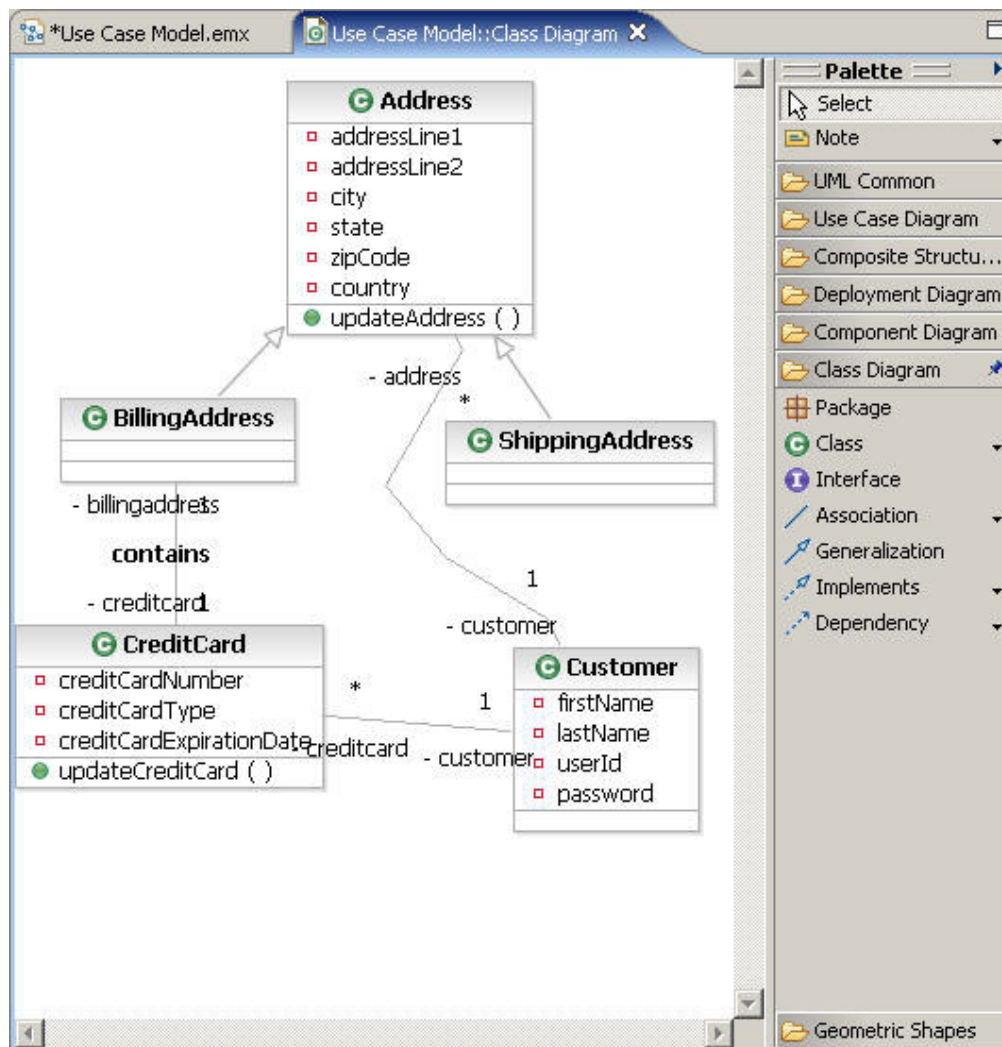 *Use Case Model.emx
Use Case Model::Class Diagram
Address
addressLine1
addressLine2
city
state
zipCode
country
updateAddress ( )
- address
*
BillingAddress
ShippingAddress
- billingaddress
1
contains
- creditcard
1
1
- customer
CreditCard
creditCardNumber
creditCardType
creditCardExpirationDate
updateCreditCard ( )
*
1
creditcard
- customer
Customer
firstName
lastName
userId
password
Palette
Select
Note
UML Common
Use Case Diagram
Composite Structu...
Deployment Diagram
Component Diagram
Class Diagram
Package
Class
Interface
Association
Generalization
Implements
Dependency
Geometric Shapes